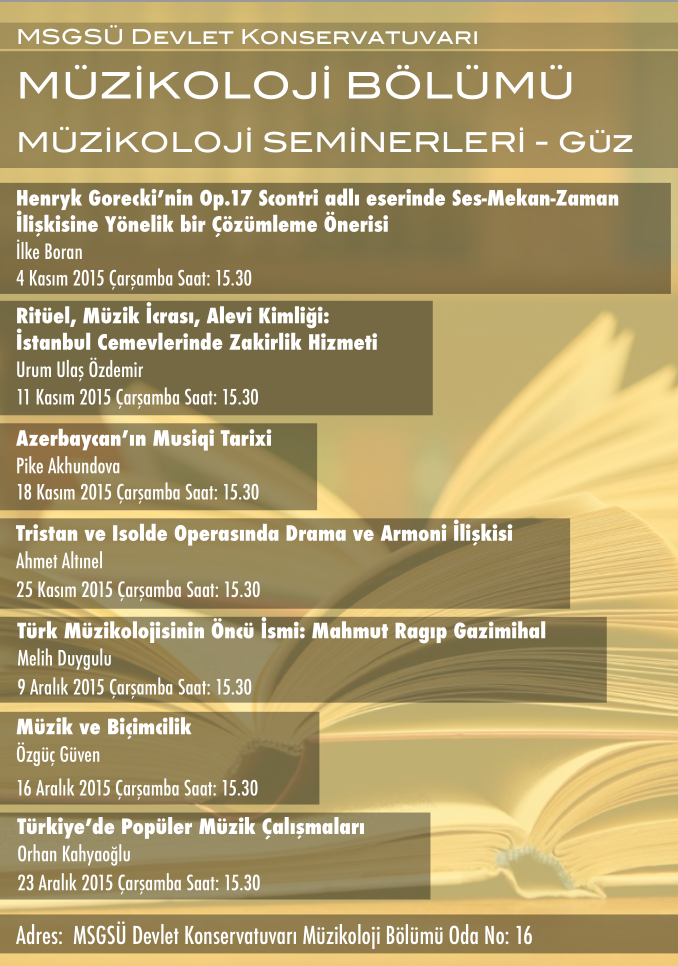 MSGSÜ Devlet Konservatuvarı
MÜZİKOLOJİ BÖLÜMÜ
MÜZİKOLOJİ SEMİNERLERİ - Güz
Henryk Gorecki’nin Op.17 Scontri adlı eserinde Ses-Mekan-Zaman
İlişkisine Yönelik bir Çözümleme Önerisi
İlke Boran
4 Kasım 2015 Çarşamba Saat: 15.30
Ritüel, Müzik İcrası, Alevi Kimliği:
İstanbul Cemevlerinde Zakirlik Hizmeti
Urum Ulaş Özdemir
11 Kasım 2015 Çarşamba Saat: 15.30
Azerbaycan’ın Musiqi Tarixi
Pike Akhundova
18 Kasım 2015 Çarşamba Saat: 15.30
Tristan ve Isolde Operasında Drama ve Armoni İlişkisi
Ahmet Altınel
25 Kasım 2015 Çarşamba Saat: 15.30
Türk Müzikolojisinin Öncü İsmi: Mahmut Ragıp Gazimihal
Melih Duygulu
9 Aralık 2015 Çarşamba Saat: 15.30
Müzik ve Biçimcilik
Özgüç Güven
16 Aralık 2015 Çarşamba Saat: 15.30
Türkiye’de Popüler Müzik Çalışmaları
Orhan Kahyaoğlu
23 Aralık 2015 Çarşamba Saat: 15.30
Adres: MSGSÜ Devlet Konservatuvarı Müzikoloji Bölümü Oda No: 16